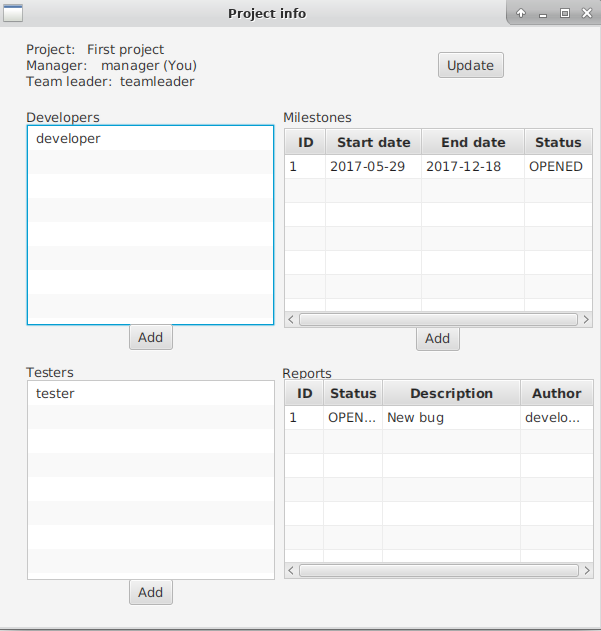 Project info
Project: First project
Manager: manager (You)
Team leader: teamleader
Update
Developers
developer
Add
Milestones
ID Start date End date Status
1 2017-05-29 2017-12-18 OPENED
Add
Testers
tester
Add
Reports
ID Status Description Author
1 OPEN... New bug develo...